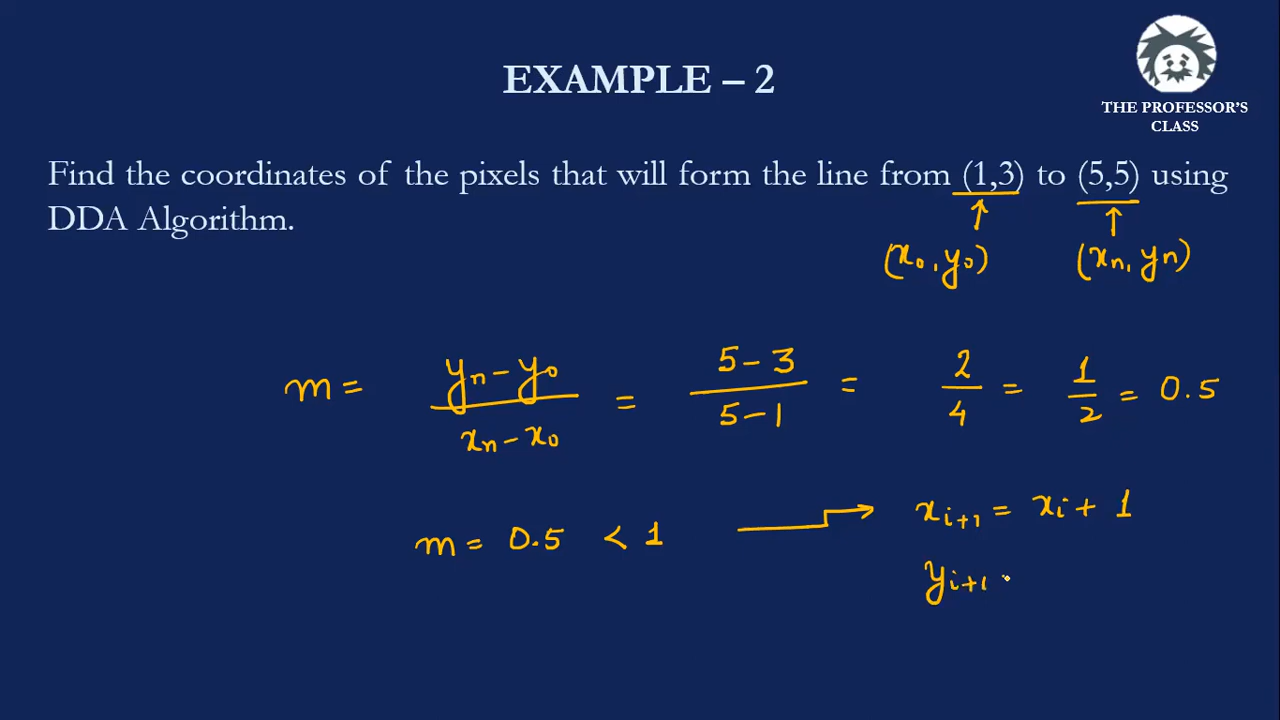 EXAMPLE – 2
THE PROFESSOR'S
CLASS
Find the coordinates of the pixels that will form the line from (1,3) to (5,5) using
DDA Algorithm.
(x₀, y₀) (xₙ, yₙ)
m = yₙ - y₀ / xₙ - x₀ = 5 - 3 / 5 - 1 = 2 / 4 = 1 / 2 = 0.5
m = 0.5 < 1 → xᵢ₊₁ = xᵢ + 1
yᵢ₊₁